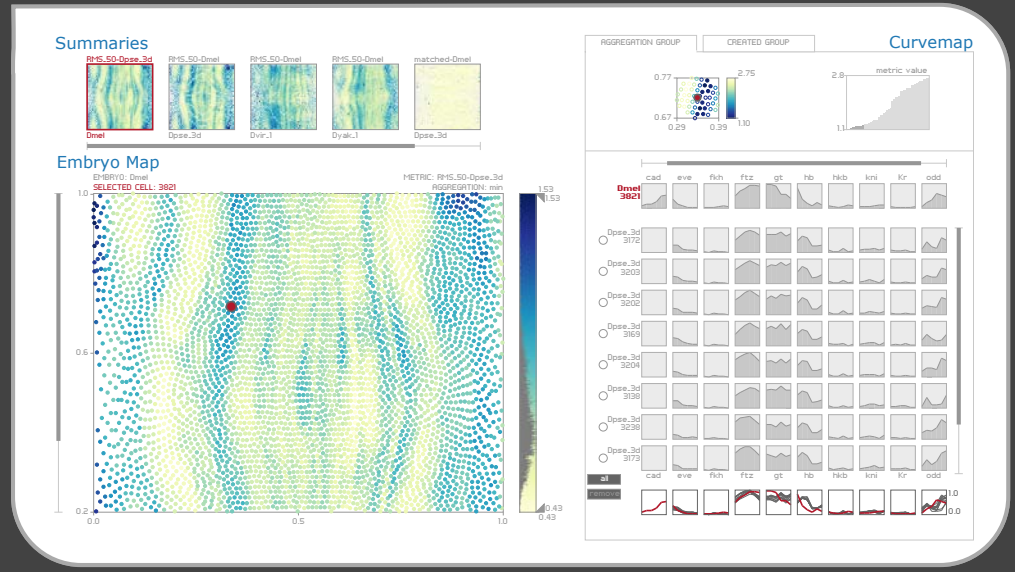 Summaries
RMS_50-Dpse_3d
RMS_50-Dmel
RMS_50-Dmel
RMS_50-Dmel
matched-Dmel
Dmel
Dpse_3d
Dvir_1
Dyak_1
Dpse_3d
Embryo Map
EMBRYO: Dmel
METRIC: RMS_50-Dpse_3d
SELECTED CELL: 3821
AGGREGATION: min
1.0
0.6
0.2
0.0
0.5
1.0
1.53
1.53
0.43
0.43
AGGREGATION GROUP
CREATED GROUP
Curvemap
0.77
0.67
0.29
0.39
2.75
1.10
metric value
2.8
1.1
cad eve fkh ftz gt hb hkb kni Kr odd
Dmel
3821
Dpse_3d
3172
Dpse_3d
3203
Dpse_3d
3202
Dpse_3d
3169
Dpse_3d
3204
Dpse_3d
3138
Dpse_3d
3238
Dpse_3d
3173
cad eve fkh ftz gt hb hkb kni Kr odd
all
remove
1.0
0.0